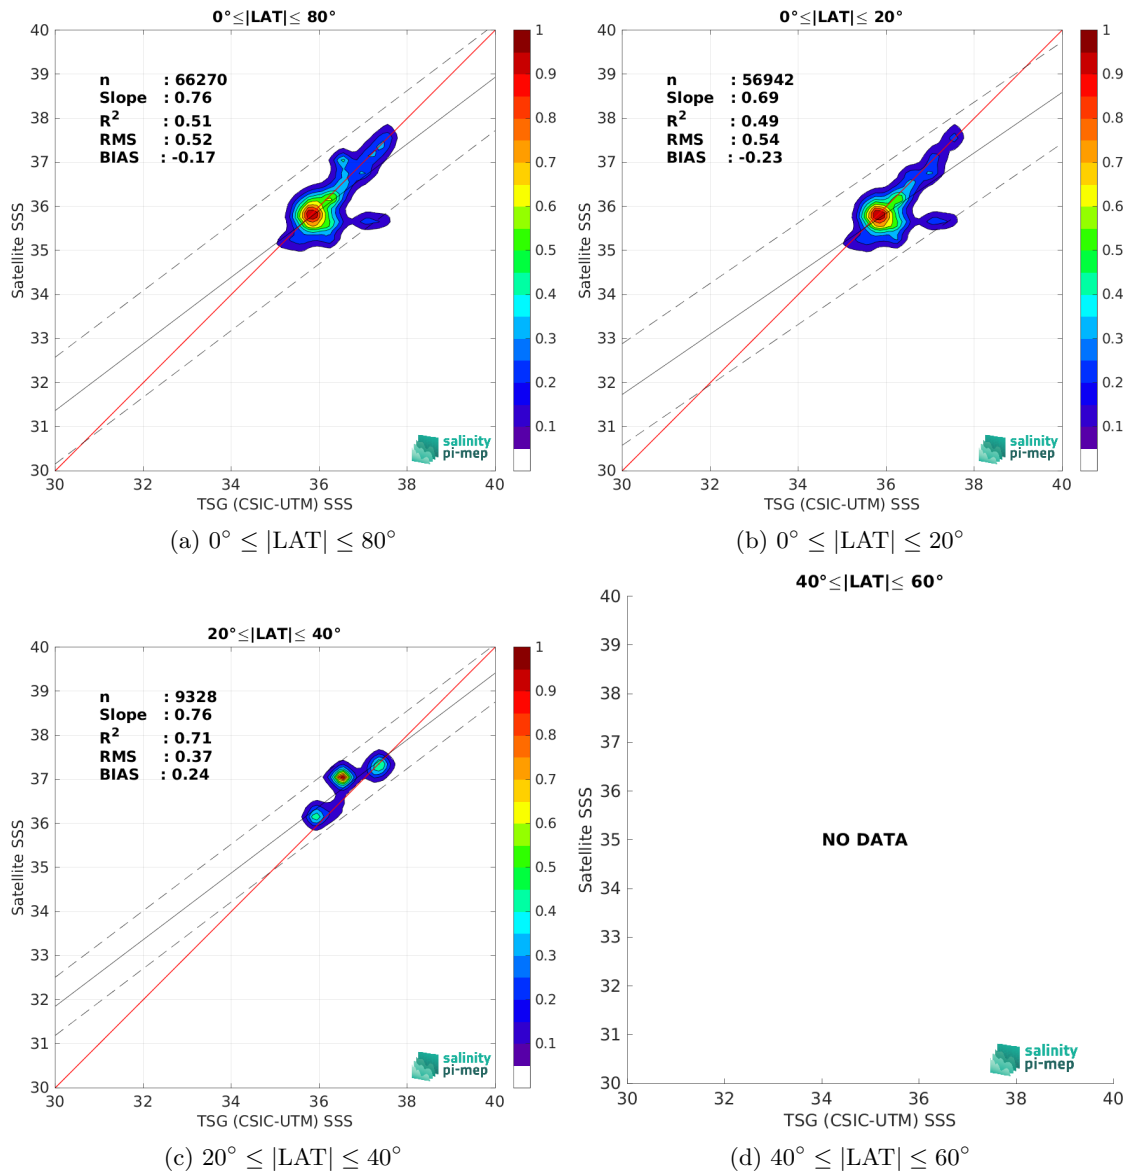 0°≤|LAT|≤ 80°
40
39
38
37
36
35
34
33
32
31
30
Satellite SSS
n : 66270
Slope : 0.76
R² : 0.51
RMS : 0.52
BIAS : -0.17
salinity
pi-mep
30 32 34 36 38 40
TSG (CSIC-UTM) SSS
1
0.9
0.8
0.7
0.6
0.5
0.4
0.3
0.2
0.1
(a) 0° ≤ |LAT| ≤ 80°
0°≤|LAT|≤ 20°
40
39
38
37
36
35
34
33
32
31
30
Satellite SSS
n : 56942
Slope : 0.69
R² : 0.49
RMS : 0.54
BIAS : -0.23
salinity
pi-mep
30 32 34 36 38 40
TSG (CSIC-UTM) SSS
1
0.9
0.8
0.7
0.6
0.5
0.4
0.3
0.2
0.1
(b) 0° ≤ |LAT| ≤ 20°
20°≤|LAT|≤ 40°
40
39
38
37
36
35
34
33
32
31
30
Satellite SSS
n : 9328
Slope : 0.76
R² : 0.71
RMS : 0.37
BIAS : 0.24
salinity
pi-mep
30 32 34 36 38 40
TSG (CSIC-UTM) SSS
1
0.9
0.8
0.7
0.6
0.5
0.4
0.3
0.2
0.1
(c) 20° ≤ |LAT| ≤ 40°
40°≤|LAT|≤ 60°
40
39
38
37
36
35
34
33
32
31
30
Satellite SSS
NO DATA
salinity
pi-mep
30 32 34 36 38 40
TSG (CSIC-UTM) SSS
(d) 40° ≤ |LAT| ≤ 60°